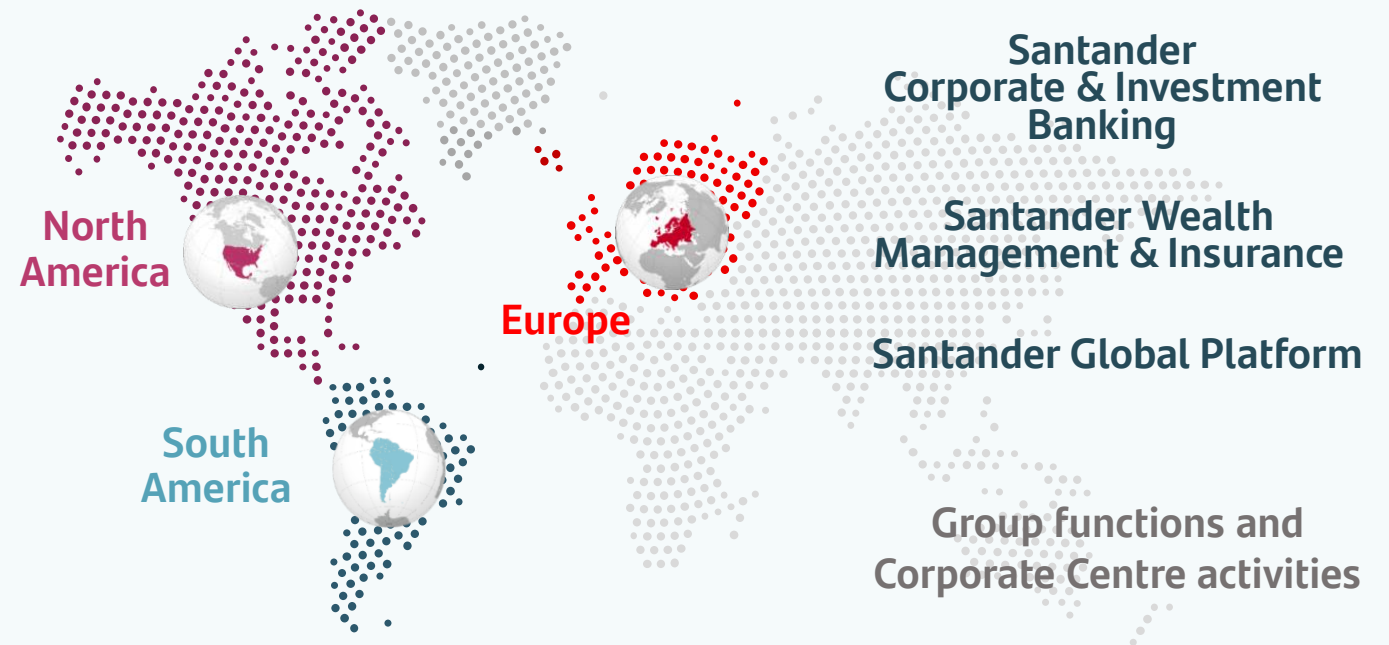 North
America
Europe
South
America
Santander
Corporate & Investment
Banking
Santander Wealth
Management & Insurance
Santander Global Platform
Group functions and
Corporate Centre activities